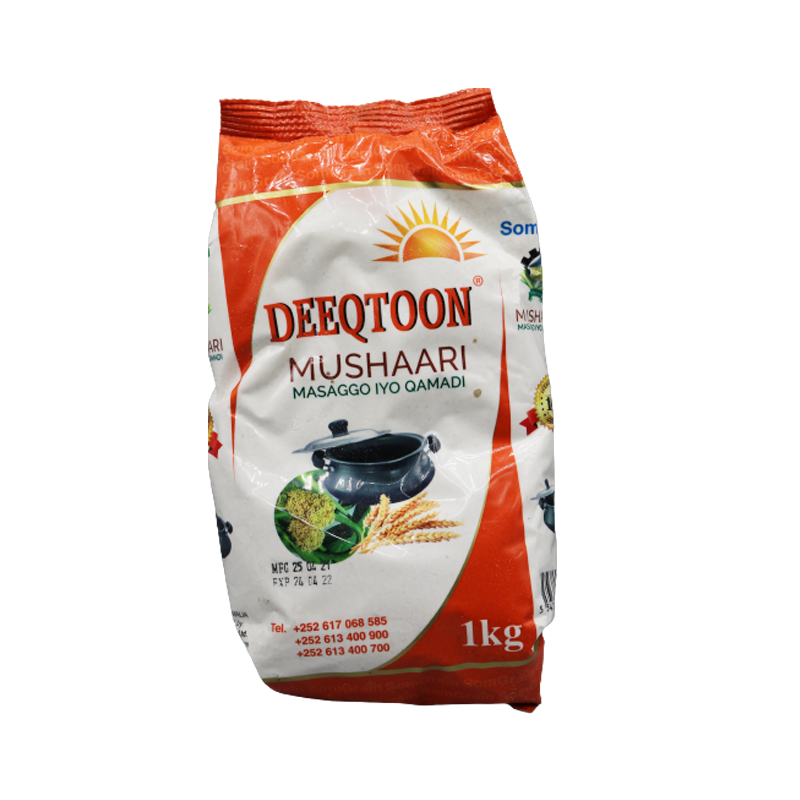 Som
DEEQTOON®
MUSHAARI
MASAGGO IYO QAMADI
MFG 25 04 21
EXP 24 04 22
Tel. +252 617 068 585
+252 613 400 900
+252 613 400 700
1kg